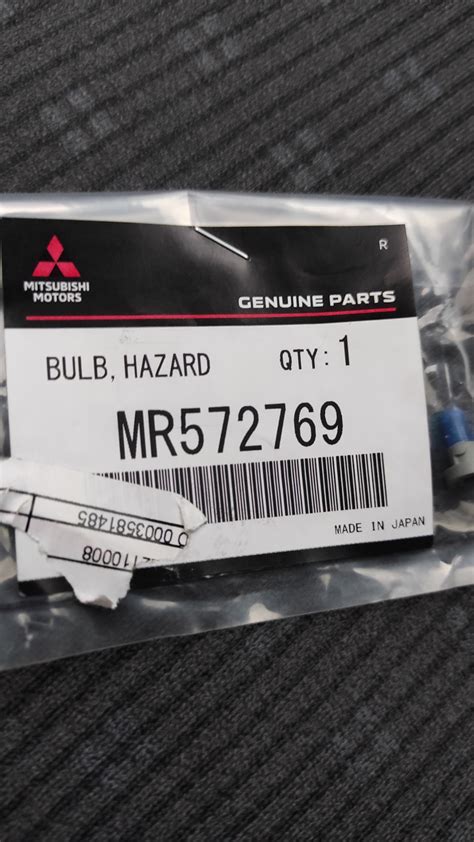 R
MITSUBISHI
MOTORS
GENUINE PARTS
BULB, HAZARD QTY: 1
MR572769
0003581485
MADE IN JAPAN